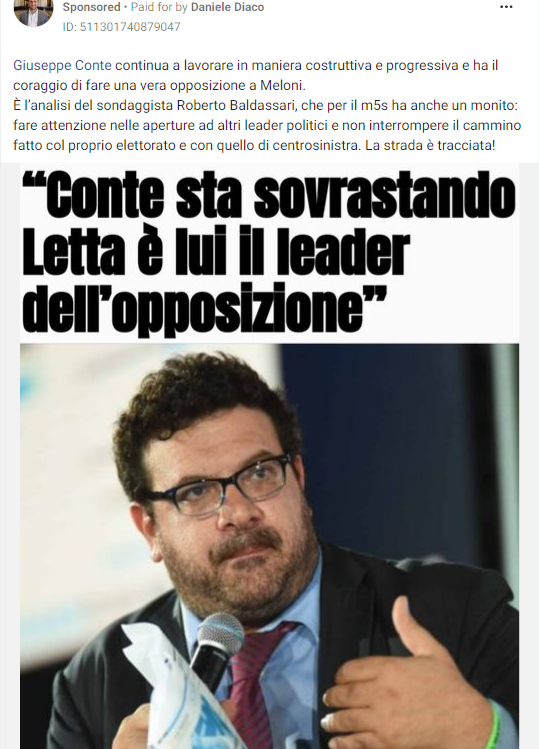 Sponsored • Paid for by Daniele Diaco
ID: 511301740879047
Giuseppe Conte continua a lavorare in maniera costruttiva e progressiva e ha il
coraggio di fare una vera opposizione a Meloni.
È l'analisi del sondaggista Roberto Baldassari, che per il m5s ha anche un monito:
fare attenzione nelle aperture ad altri leader politici e non interrompere il cammino
fatto col proprio elettorato e con quello di centrosinistra. La strada è tracciata!
“Conte sta sovrastando
Letta è lui il leader
dell’opposizione”